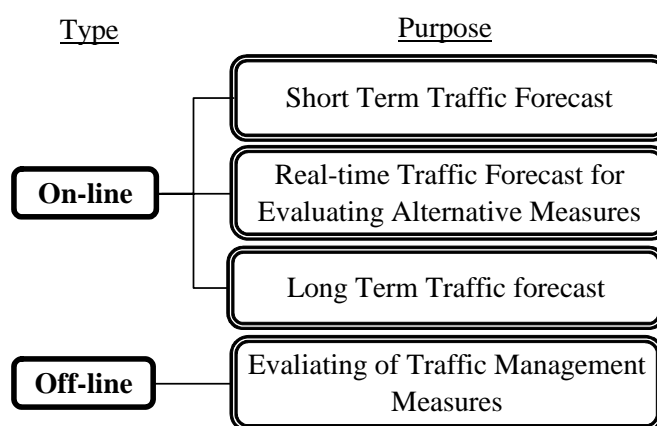 Type
Purpose
Short Term Traffic Forecast
On-line
Real-time Traffic Forecast for
Evaluating Alternative Measures
Long Term Traffic forecast
Off-line
Evaliating of Traffic Management
Measures